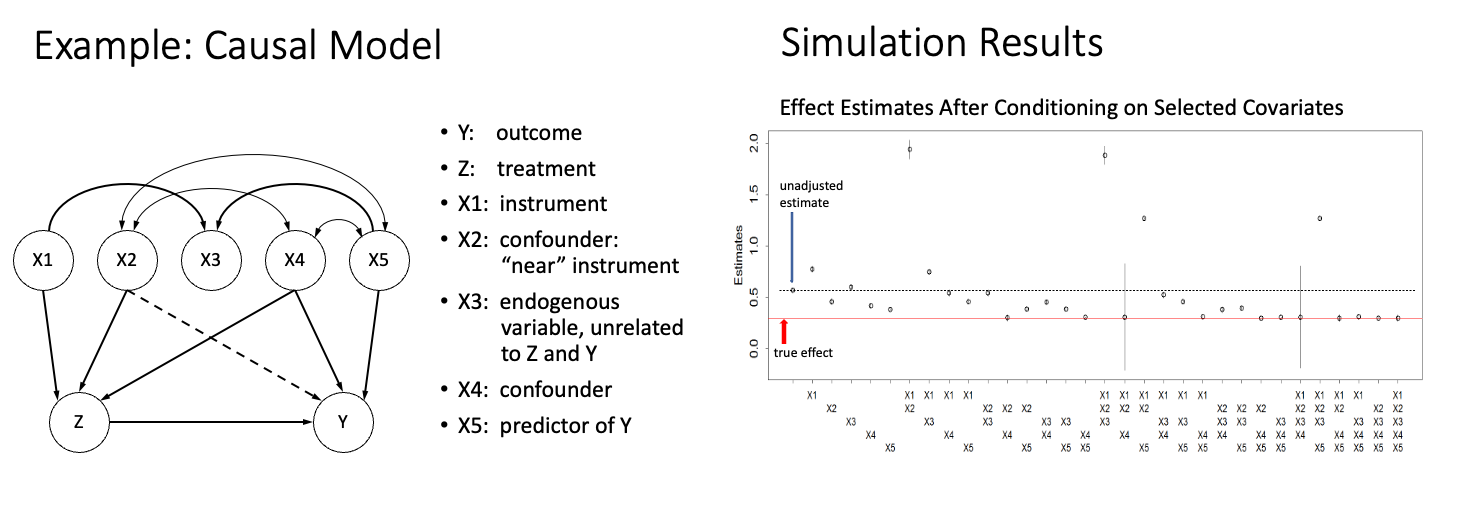 Example: Causal Model
X1 X2 X3 X4 X5
Z Y
• Y: outcome
• Z: treatment
• X1: instrument
• X2: confounder:
"near" instrument
• X3: endogenous
variable, unrelated
to Z and Y
• X4: confounder
• X5: predictor of Y
Simulation Results
Effect Estimates After Conditioning on Selected Covariates
Estimates
2.0
1.5
1.0
0.5
0.0
unadjusted
estimate
true effect
X1 X1 X1 X1 X1 X1 X1 X1 X1 X1 X1 X1 X1 X1 X1 X1
X2 X2 X2 X2 X2 X2 X2 X2 X2 X2 X2 X2 X2 X2 X2 X2
X3 X3 X3 X3 X3 X3 X3 X3 X3 X3 X3 X3 X3 X3 X3 X3
X4 X4 X4 X4 X4 X4 X4 X4 X4 X4 X4 X4 X4 X4 X4 X4
X5 X5 X5 X5 X5 X5 X5 X5 X5 X5 X5 X5 X5 X5 X5 X5